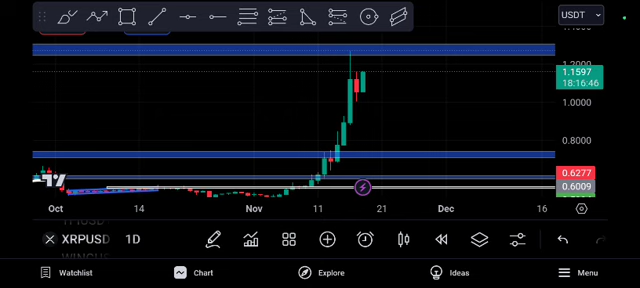 USDT
1.2000
1.1597
18:16:46
1.0000
0.8000
0.6277
0.6009
Oct 14 Nov 11 21 Dec 16
XRPUSD 1D
Watchlist Chart Explore Ideas Menu